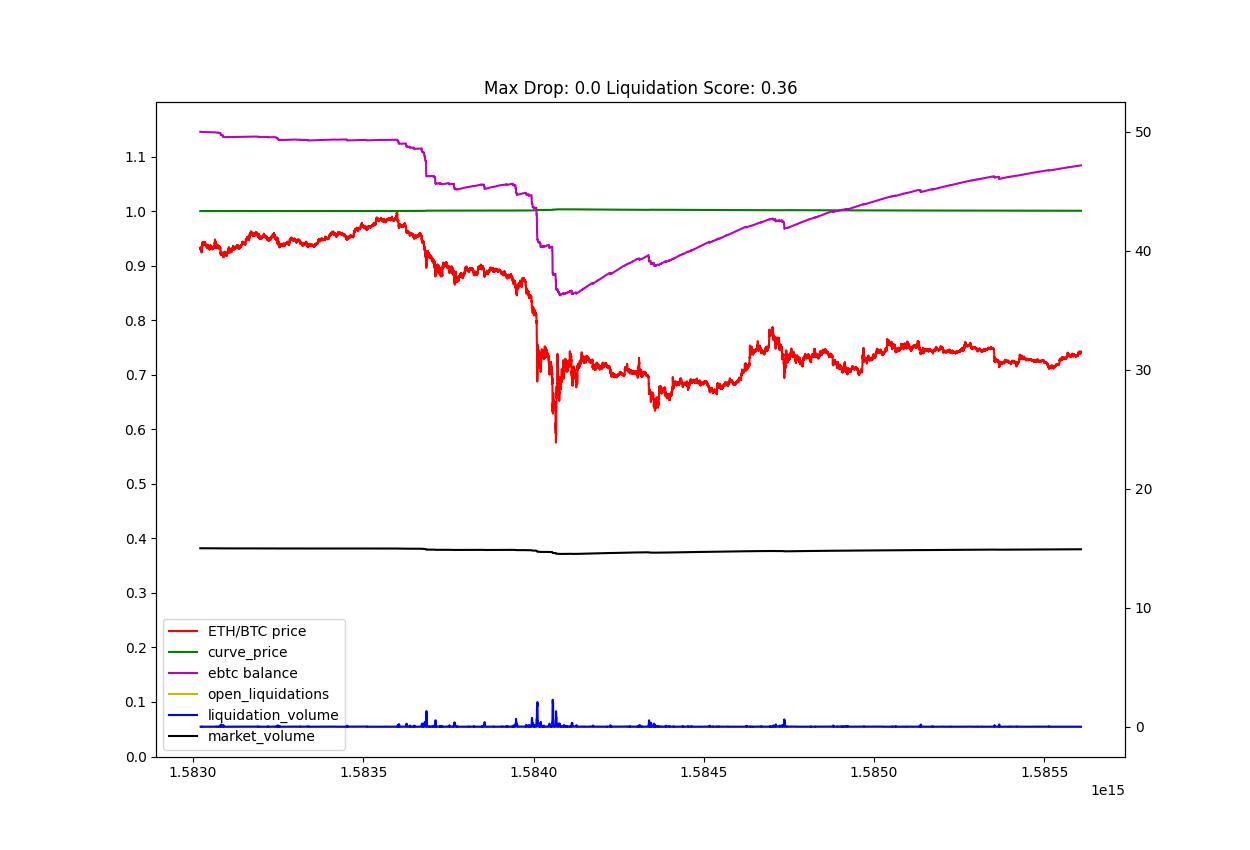 Max Drop: 0.0 Liquidation Score: 0.36
1.1
1.0
0.9
0.8
0.7
0.6
0.5
0.4
0.3
0.2
0.1
0.0
50
40
30
20
10
0
ETH/BTC price
curve_price
ebtc balance
open_liquidations
liquidation_volume
market_volume
1.5830 1.5835 1.5840 1.5845 1.5850 1.5855
1e15